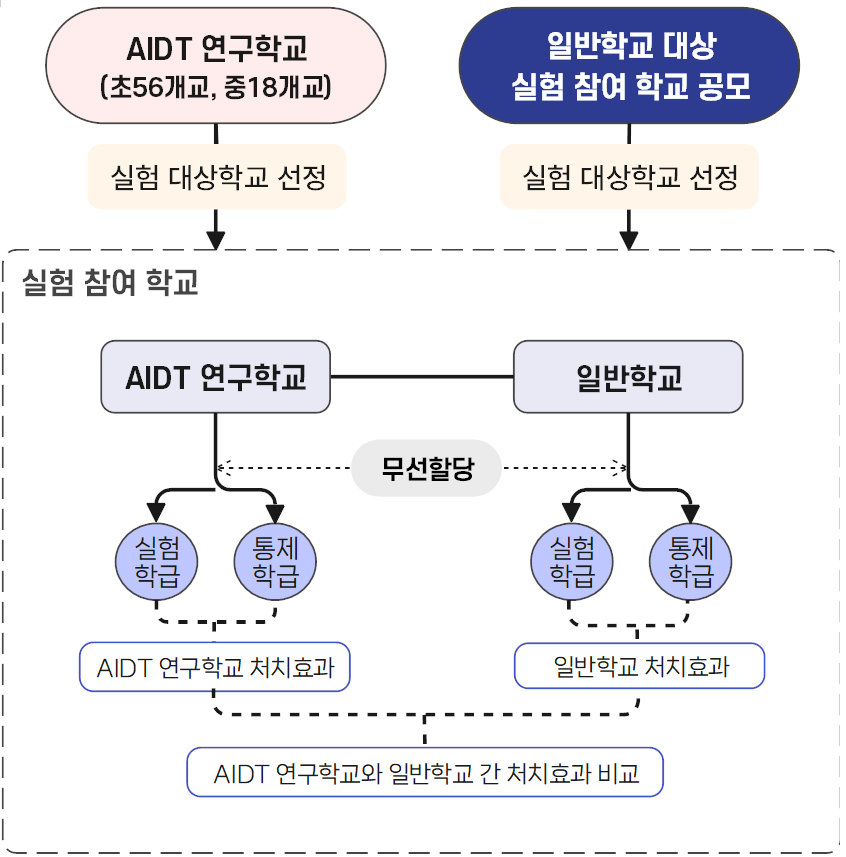 AIDT 연구학교
(초56개교, 중18개교)
일반학교 대상
실험 참여 학교 공모
실험 대상학교 선정
실험 대상학교 선정
실험 참여 학교
AIDT 연구학교
일반학교
무선할당
실험
학급
통제
학급
실험
학급
통제
학급
AIDT 연구학교 처치효과
일반학교 처치효과
AIDT 연구학교와 일반학교 간 처치효과 비교